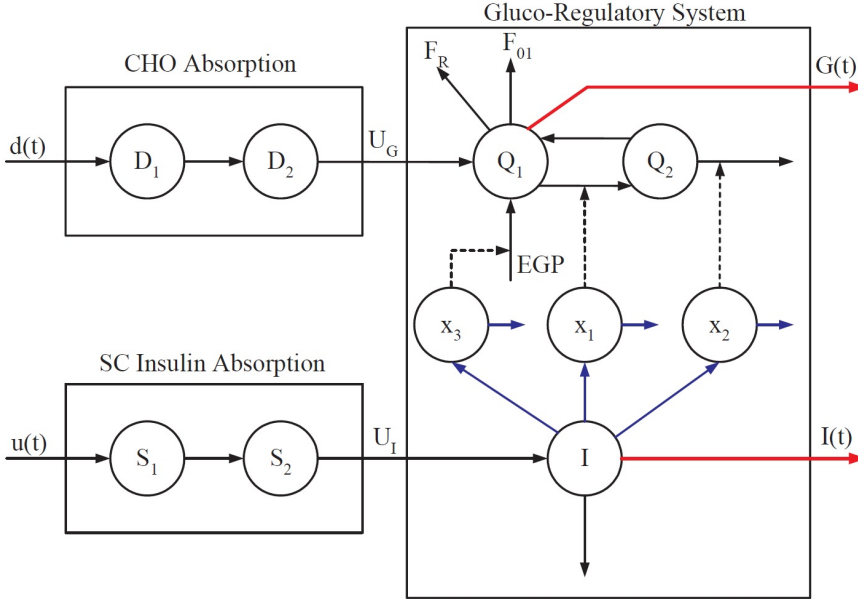 Gluco-Regulatory System
CHO Absorption
F_R
F_01
G(t)
d(t)
D_1
D_2
U_G
Q_1
Q_2
EGP
x_3
x_1
x_2
SC Insulin Absorption
u(t)
S_1
S_2
U_I
I
I(t)